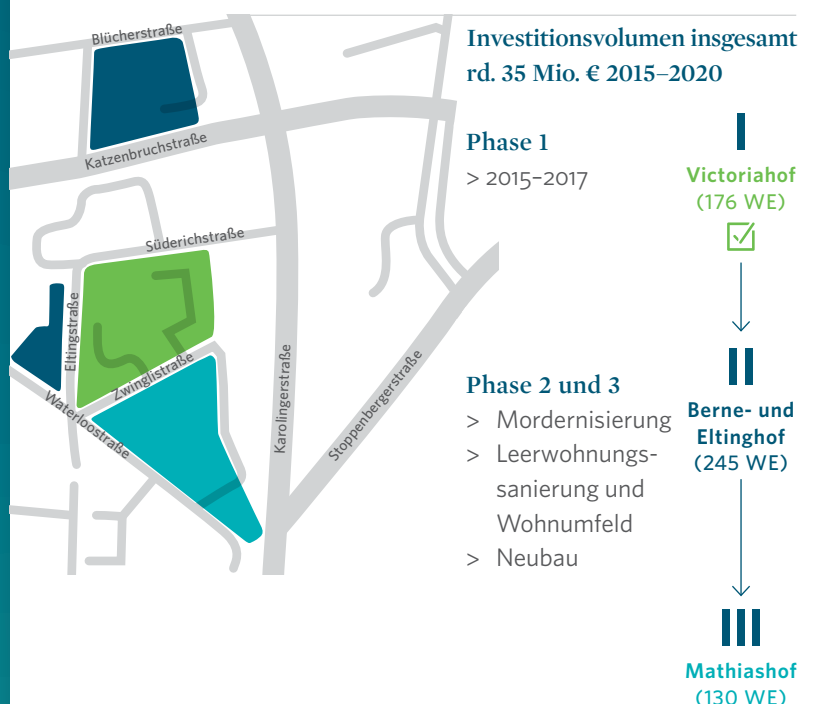 Investitionsvolumen insgesamt
rd. 35 Mio. € 2015–2020
Phase 1
> 2015–2017
I
Victoriahof
(176 WE)
Phase 2 und 3
> Mordernisierung
> Leerwohnungs-
sanierung und
Wohnumfeld
> Neubau
II
Berne- und
Eltinghof
(245 WE)
III
Mathiashof
(130 WE)
Blücherstraße
Katzenbruchstraße
Süderichstraße
Eltingstraße
Zwinglistraße
Waterloostraße
Karolingerstraße
Stoppenbergerstraße